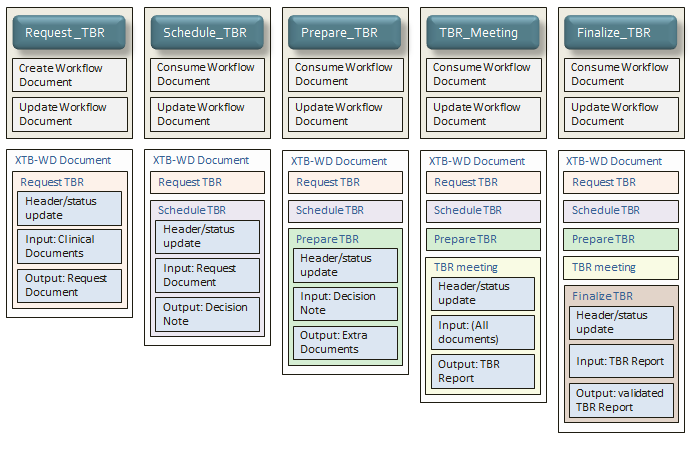 Request_TBR
Create Workflow
Document
Update Workflow
Document
XTB-WD Document
Request TBR
Header/status
update
Input: Clinical
Documents
Output: Request
Document
Schedule_TBR
Consume Workflow
Document
Update Workflow
Document
XTB-WD Document
Request TBR
Schedule TBR
Header/status
update
Input: Request
Document
Output: Decision
Note
Prepare_TBR
Consume Workflow
Document
Update Workflow
Document
XTB-WD Document
Request TBR
Schedule TBR
Prepare TBR
Header/status
update
Input: Decision
Note
Output: Extra
Documents
TBR_Meeting
Consume Workflow
Document
Update Workflow
Document
XTB-WD Document
Request TBR
Schedule TBR
Prepare TBR
TBR meeting
Header/status
update
Input: (All
documents)
Output: TBR
Report
Finalize_TBR
Consume Workflow
Document
Update Workflow
Document
XTB-WD Document
Request TBR
Schedule TBR
Prepare TBR
TBR meeting
Finalize TBR
Header/status
update
Input: TBR Report
Output: validated
TBR Report